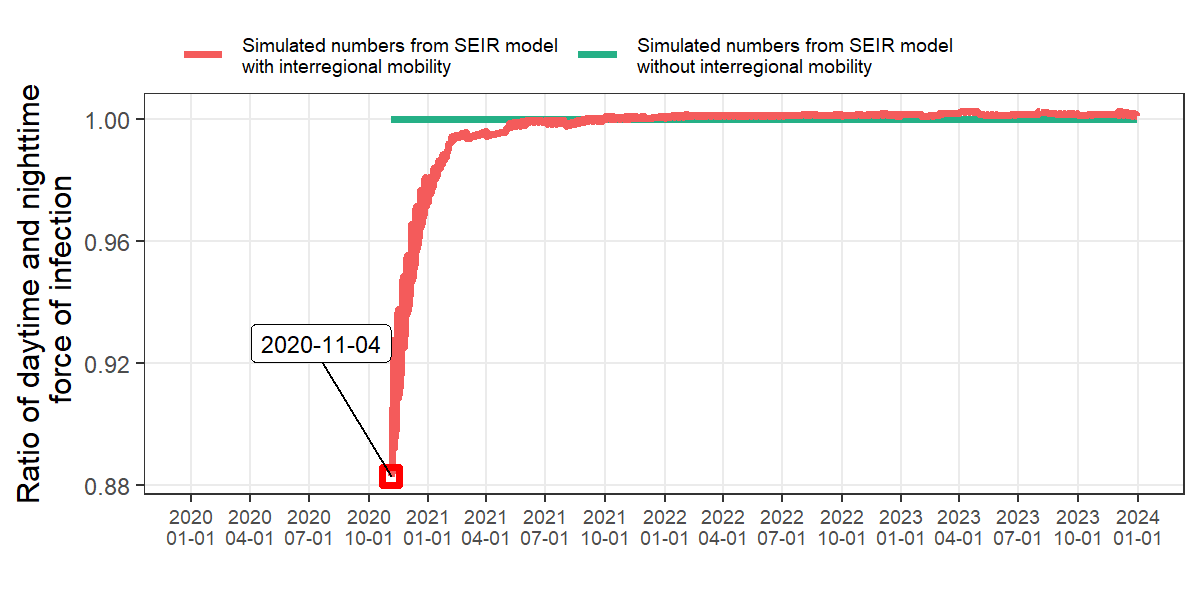 Simulated numbers from SEIR model
with interregional mobility
Simulated numbers from SEIR model
without interregional mobility
Ratio of daytime and nighttime
force of infection
1.00
0.96
0.92
0.88
2020-11-04
2020 2020 2020 2020 2021 2021 2021 2021 2022 2022 2022 2022 2023 2023 2023 2023 2024
01-01 04-01 07-01 10-01 01-01 04-01 07-01 10-01 01-01 04-01 07-01 10-01 01-01 04-01 07-01 10-01 01-01